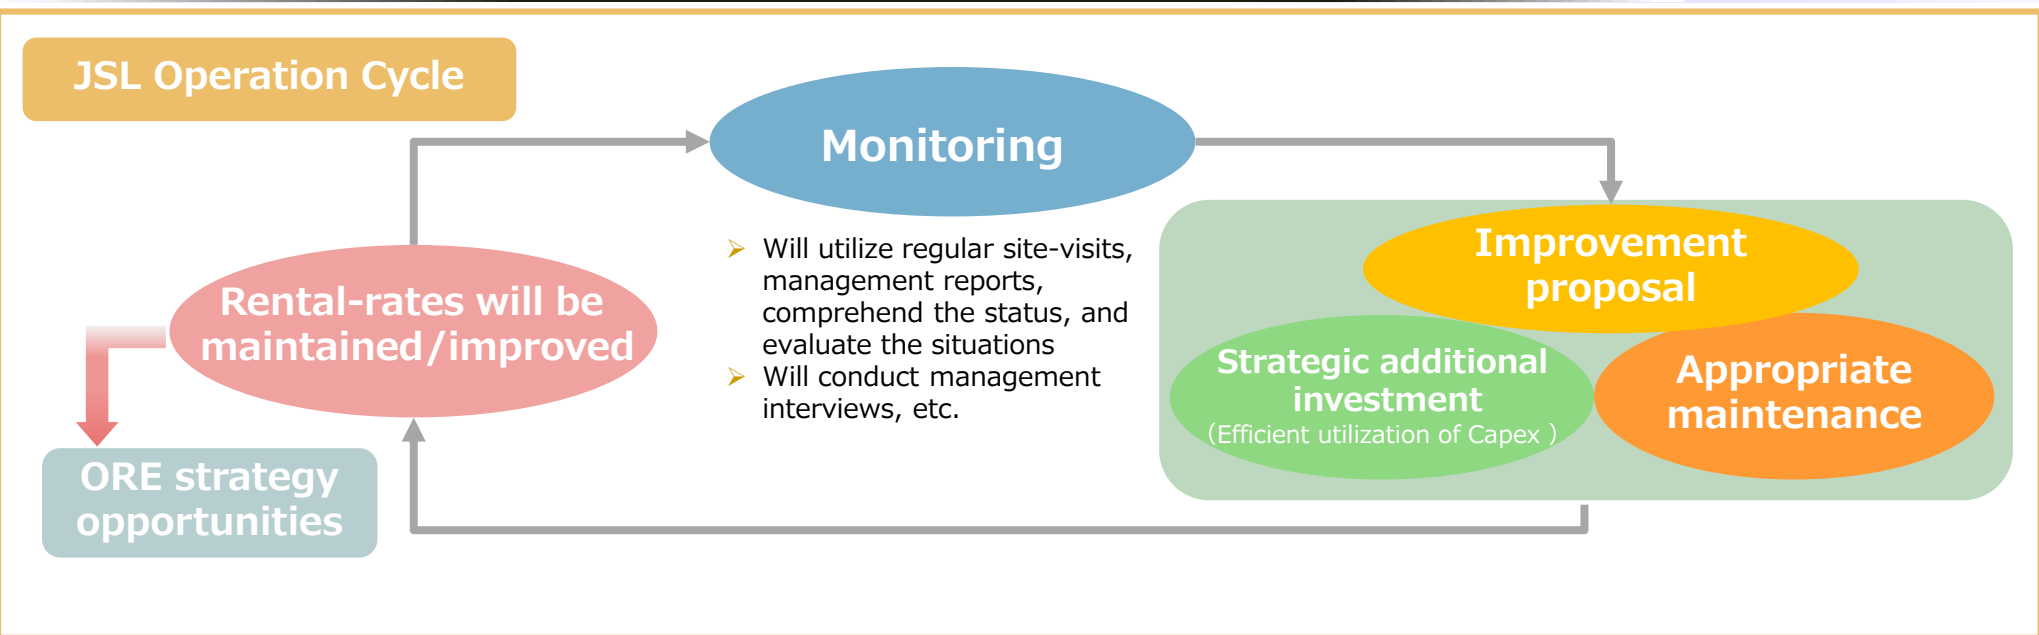 JSL Operation Cycle
Monitoring
➢ Will utilize regular site-visits,
management reports,
comprehend the status, and
evaluate the situations
➢ Will conduct management
interviews, etc.
Improvement
proposal
Strategic additional
investment
（Efficient utilization of Capex ）
Appropriate
maintenance
Rental-rates will be
maintained/improved
ORE strategy
opportunities